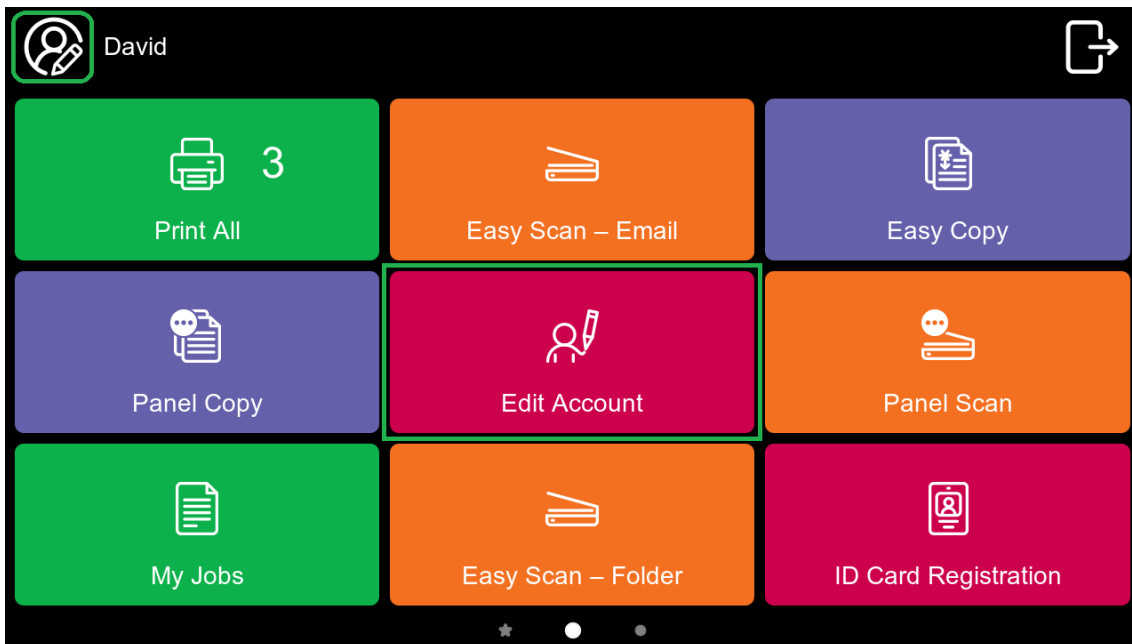 David
3
Print All
Easy Scan – Email
Easy Copy
Panel Copy
Edit Account
Panel Scan
My Jobs
Easy Scan – Folder
ID Card Registration